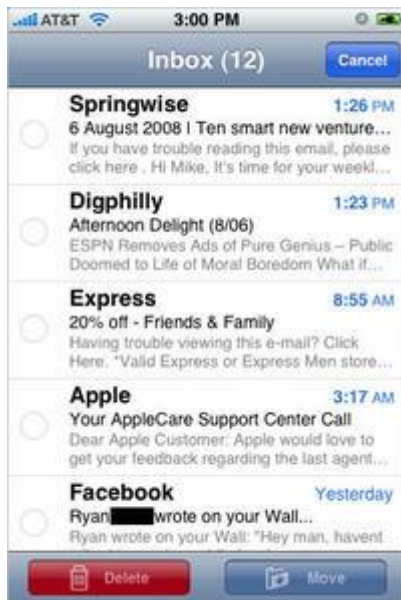 AT&T 3:00 PM
Inbox (12) Cancel
Springwise 1:26 PM
6 August 2008 I Ten smart new venture...
If you have trouble reading this email, please
click here . Hi Mike, It's time for your weekl...
Digphilly 1:23 PM
Afternoon Delight (8/06)
ESPN Removes Ads of Pure Genius – Public
Doomed to Life of Moral Boredom What if...
Express 8:55 AM
20% off - Friends & Family
Having trouble viewing this e-mail? Click
Here. *Valid Express or Express Men store...
Apple 3:17 AM
Your AppleCare Support Center Call
Dear Apple Customer: Apple would love to
get your feedback regarding the last agent...
Facebook Yesterday
Ryan wrote on your Wall...
Ryan wrote on your Wall: "Hey man, havent
Delete Move